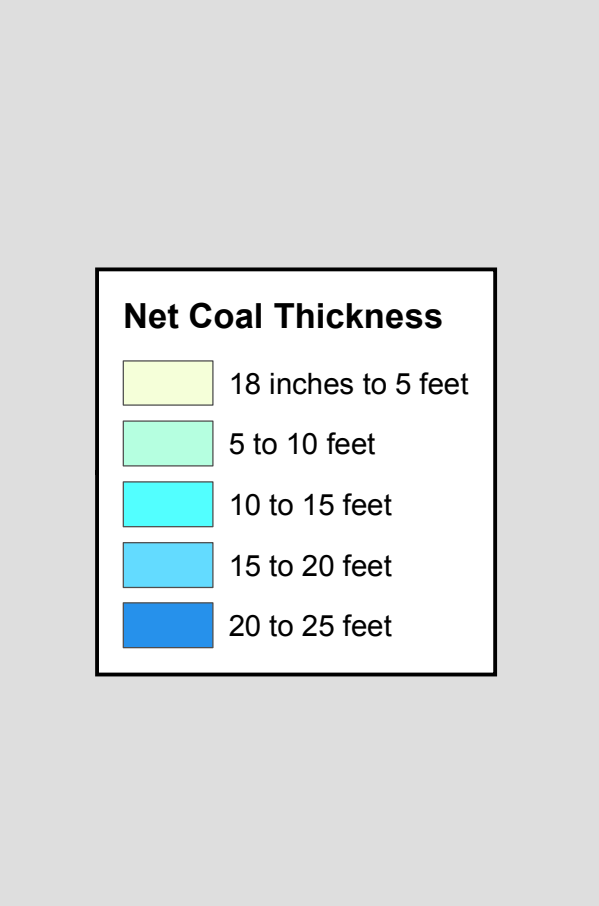 Net Coal Thickness
18 inches to 5 feet
5 to 10 feet
10 to 15 feet
15 to 20 feet
20 to 25 feet